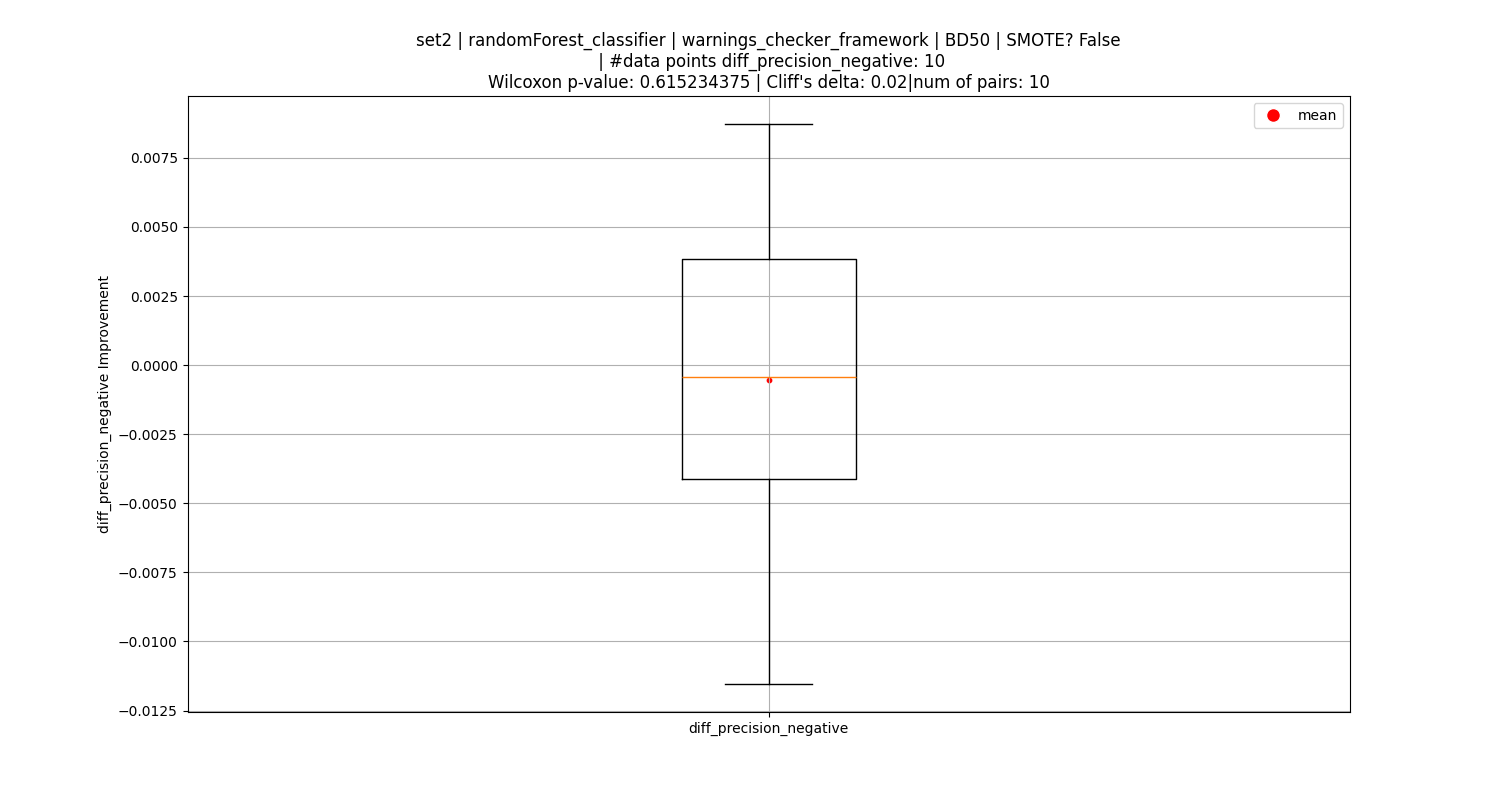 set2 | randomForest_classifier | warnings_checker_framework | BD50 | SMOTE? False
| #data points diff_precision_negative: 10
Wilcoxon p-value: 0.615234375 | Cliff's delta: 0.02|num of pairs: 10
mean
0.0075
0.0050
0.0025
0.0000
−0.0025
−0.0050
−0.0075
−0.0100
−0.0125
diff_precision_negative Improvement
diff_precision_negative